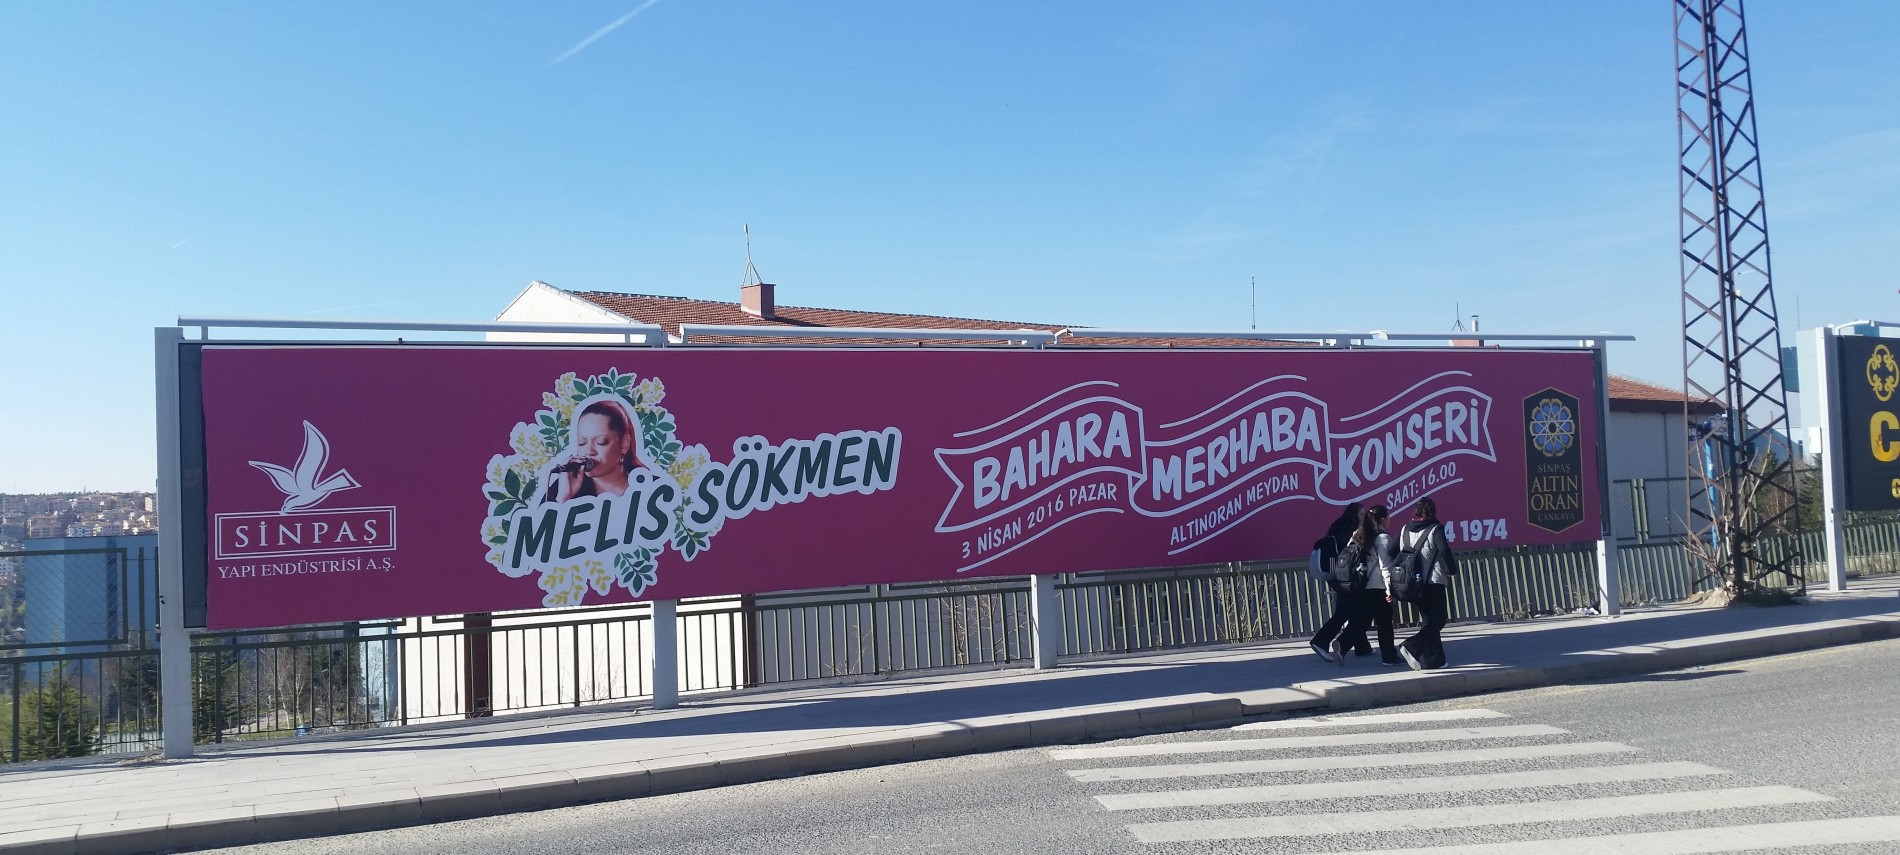 SİNPAŞ
YAPI ENDÜSTRİSİ A.Ş.
MELİS SÖKMEN
BAHARA MERHABA KONSERİ
3 NİSAN 2016 PAZAR
ALTINORAN MEYDAN
SAAT: 16.00
4 1974
SİNPAŞ
ALTIN
ORAN
ÇANKAYA
C